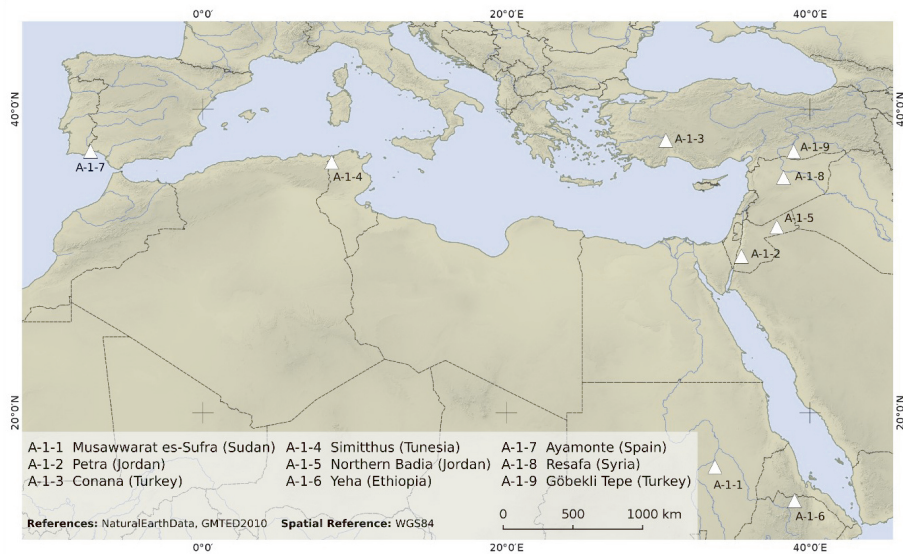 0°0' 20°0'E 40°0'E
40°0'N 40°0'N
A-1-3
A-1-9
A-1-7
A-1-4
A-1-8
A-1-5
A-1-2
20°0'N 20°0'N
A-1-1 Musawwarat es-Sufra (Sudan) A-1-4 Simitthus (Tunesia) A-1-7 Ayamonte (Spain)
A-1-2 Petra (Jordan) A-1-5 Northern Badia (Jordan) A-1-8 Resafa (Syria)
A-1-3 Conana (Turkey) A-1-6 Yeha (Ethiopia) A-1-9 Göbekli Tepe (Turkey)
A-1-1
A-1-6
References: NaturalEarthData, GMTED2010 Spatial Reference: WGS84
0 500 1000 km
0°0' 20°0'E 40°0'E